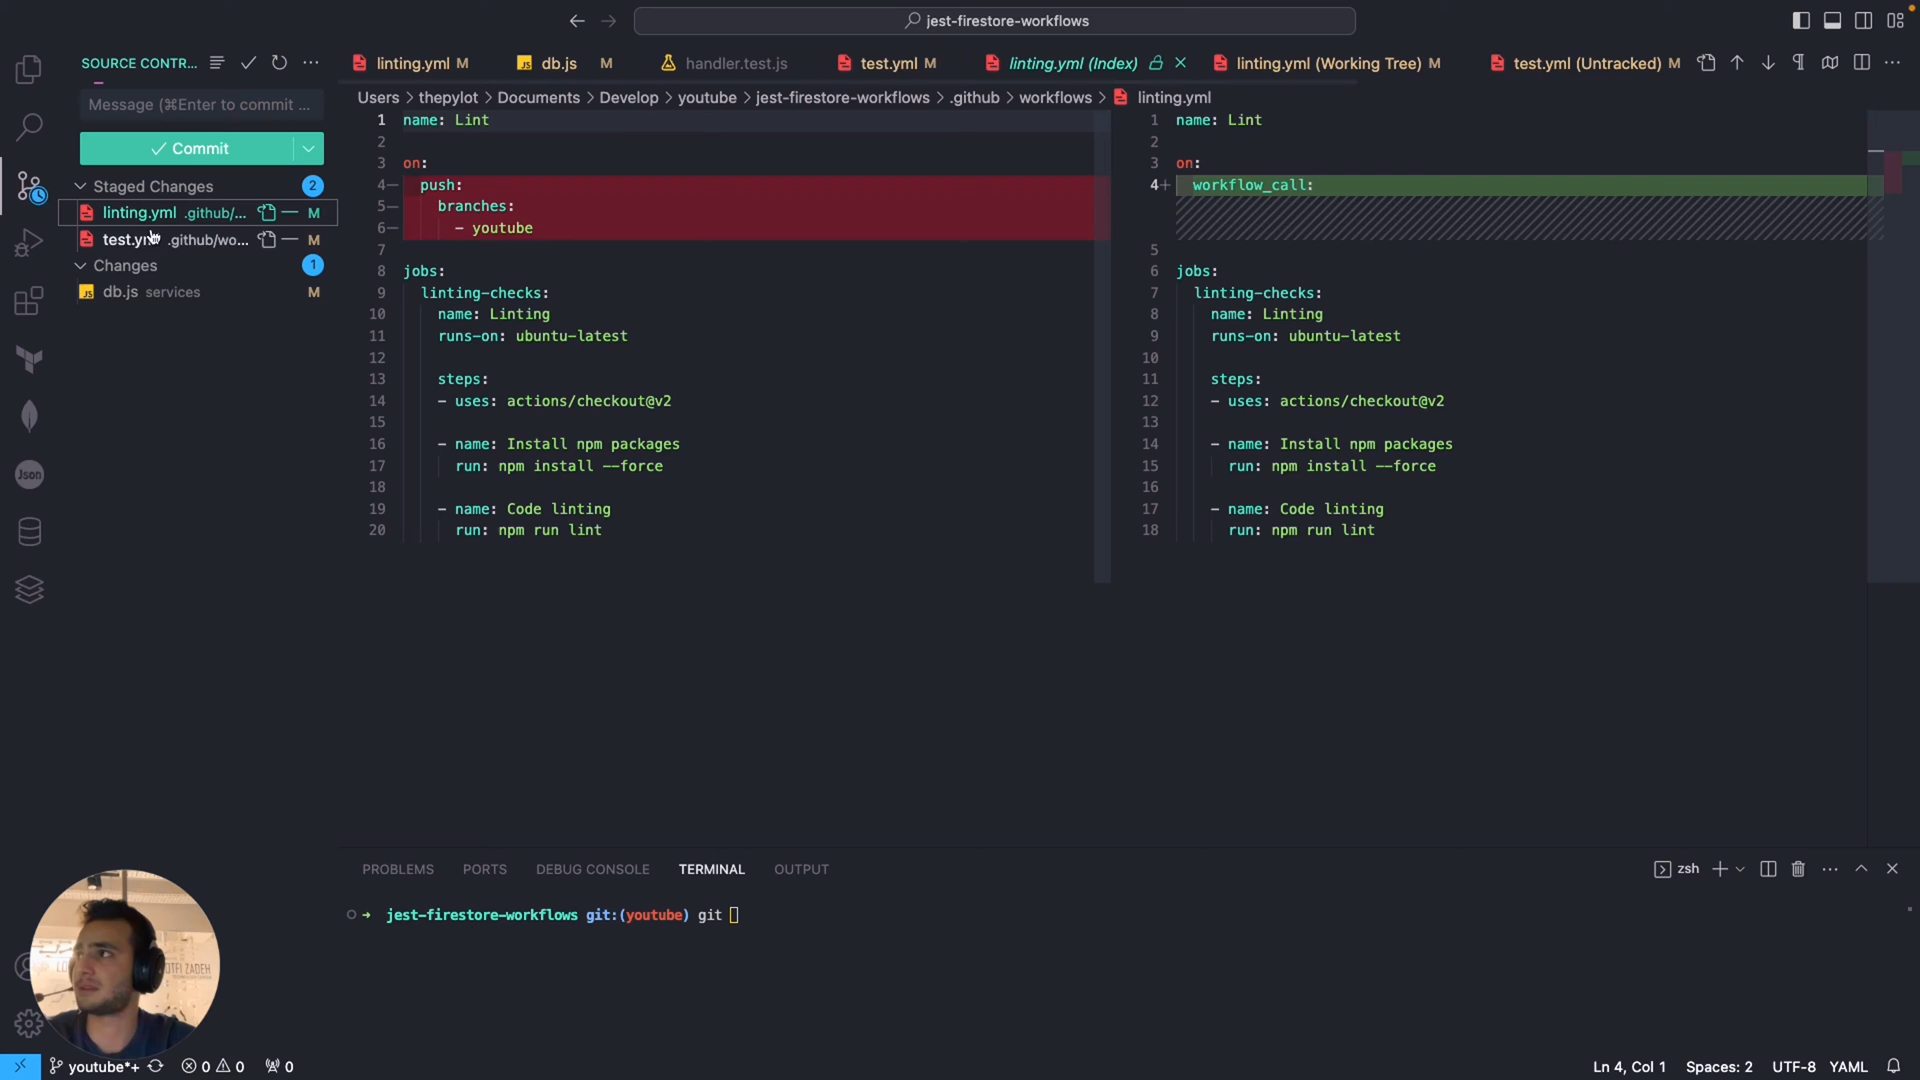 jest-firestore-workflows
SOURCE CONTR...
linting.yml M
db.js M
handler.test.js
test.yml M
linting.yml (Index)
linting.yml (Working Tree) M
test.yml (Untracked) M
Users > thepylot > Documents > Develop > youtube > jest-firestore-workflows > .github > workflows > linting.yml
Message (⌘Enter to commit ...
Commit
Staged Changes 2
linting.yml .github/... M
test.yml .github/wo... M
Changes 1
db.js services M
Json
1 name: Lint
2
3 on:
4 push:
5 branches:
6 - youtube
7
8 jobs:
9 linting-checks:
10 name: Linting
11 runs-on: ubuntu-latest
12
13 steps:
14 - uses: actions/checkout@v2
15
16 - name: Install npm packages
17 run: npm install --force
18
19 - name: Code linting
20 run: npm run lint
1 name: Lint
2
3 on:
4+ workflow_call:
5
6 jobs:
7 linting-checks:
8 name: Linting
9 runs-on: ubuntu-latest
10
11 steps:
12 - uses: actions/checkout@v2
13
14 - name: Install npm packages
15 run: npm install --force
16
17 - name: Code linting
18 run: npm run lint
PROBLEMS PORTS DEBUG CONSOLE TERMINAL OUTPUT
zsh
jest-firestore-workflows git:(youtube) git
OTFI ZADEH
youtube*+ 0 0 0
Ln 4, Col 1 Spaces: 2 UTF-8 YAML